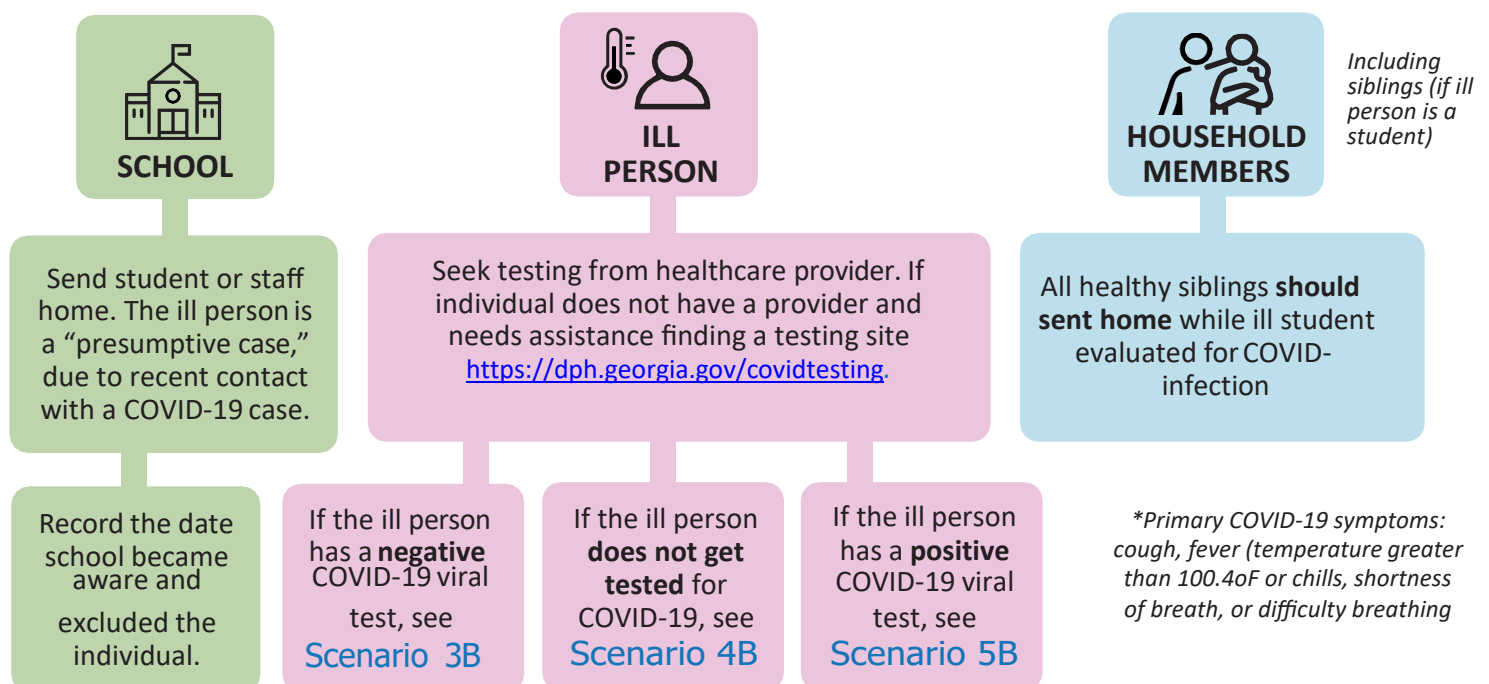 SCHOOL
Send student or staff
home. The ill person is
a “presumptive case,”
due to recent contact
with a COVID-19 case.
Record the date
school became
aware and
excluded the
individual.
ILL
PERSON
Seek testing from healthcare provider. If
individual does not have a provider and
needs assistance finding a testing site
https://dph.georgia.gov/covidtesting.
If the ill person
has a negative
COVID-19 viral
test, see
Scenario 3B
If the ill person
does not get
tested for
COVID-19, see
Scenario 4B
If the ill person
has a positive
COVID-19 viral
test, see
Scenario 5B
HOUSEHOLD
MEMBERS
Including
siblings (if ill
person is a
student)
All healthy siblings should
sent home while ill student
evaluated for COVID-
infection
*Primary COVID-19 symptoms:
cough, fever (temperature greater
than 100.4oF or chills, shortness
of breath, or difficulty breathing